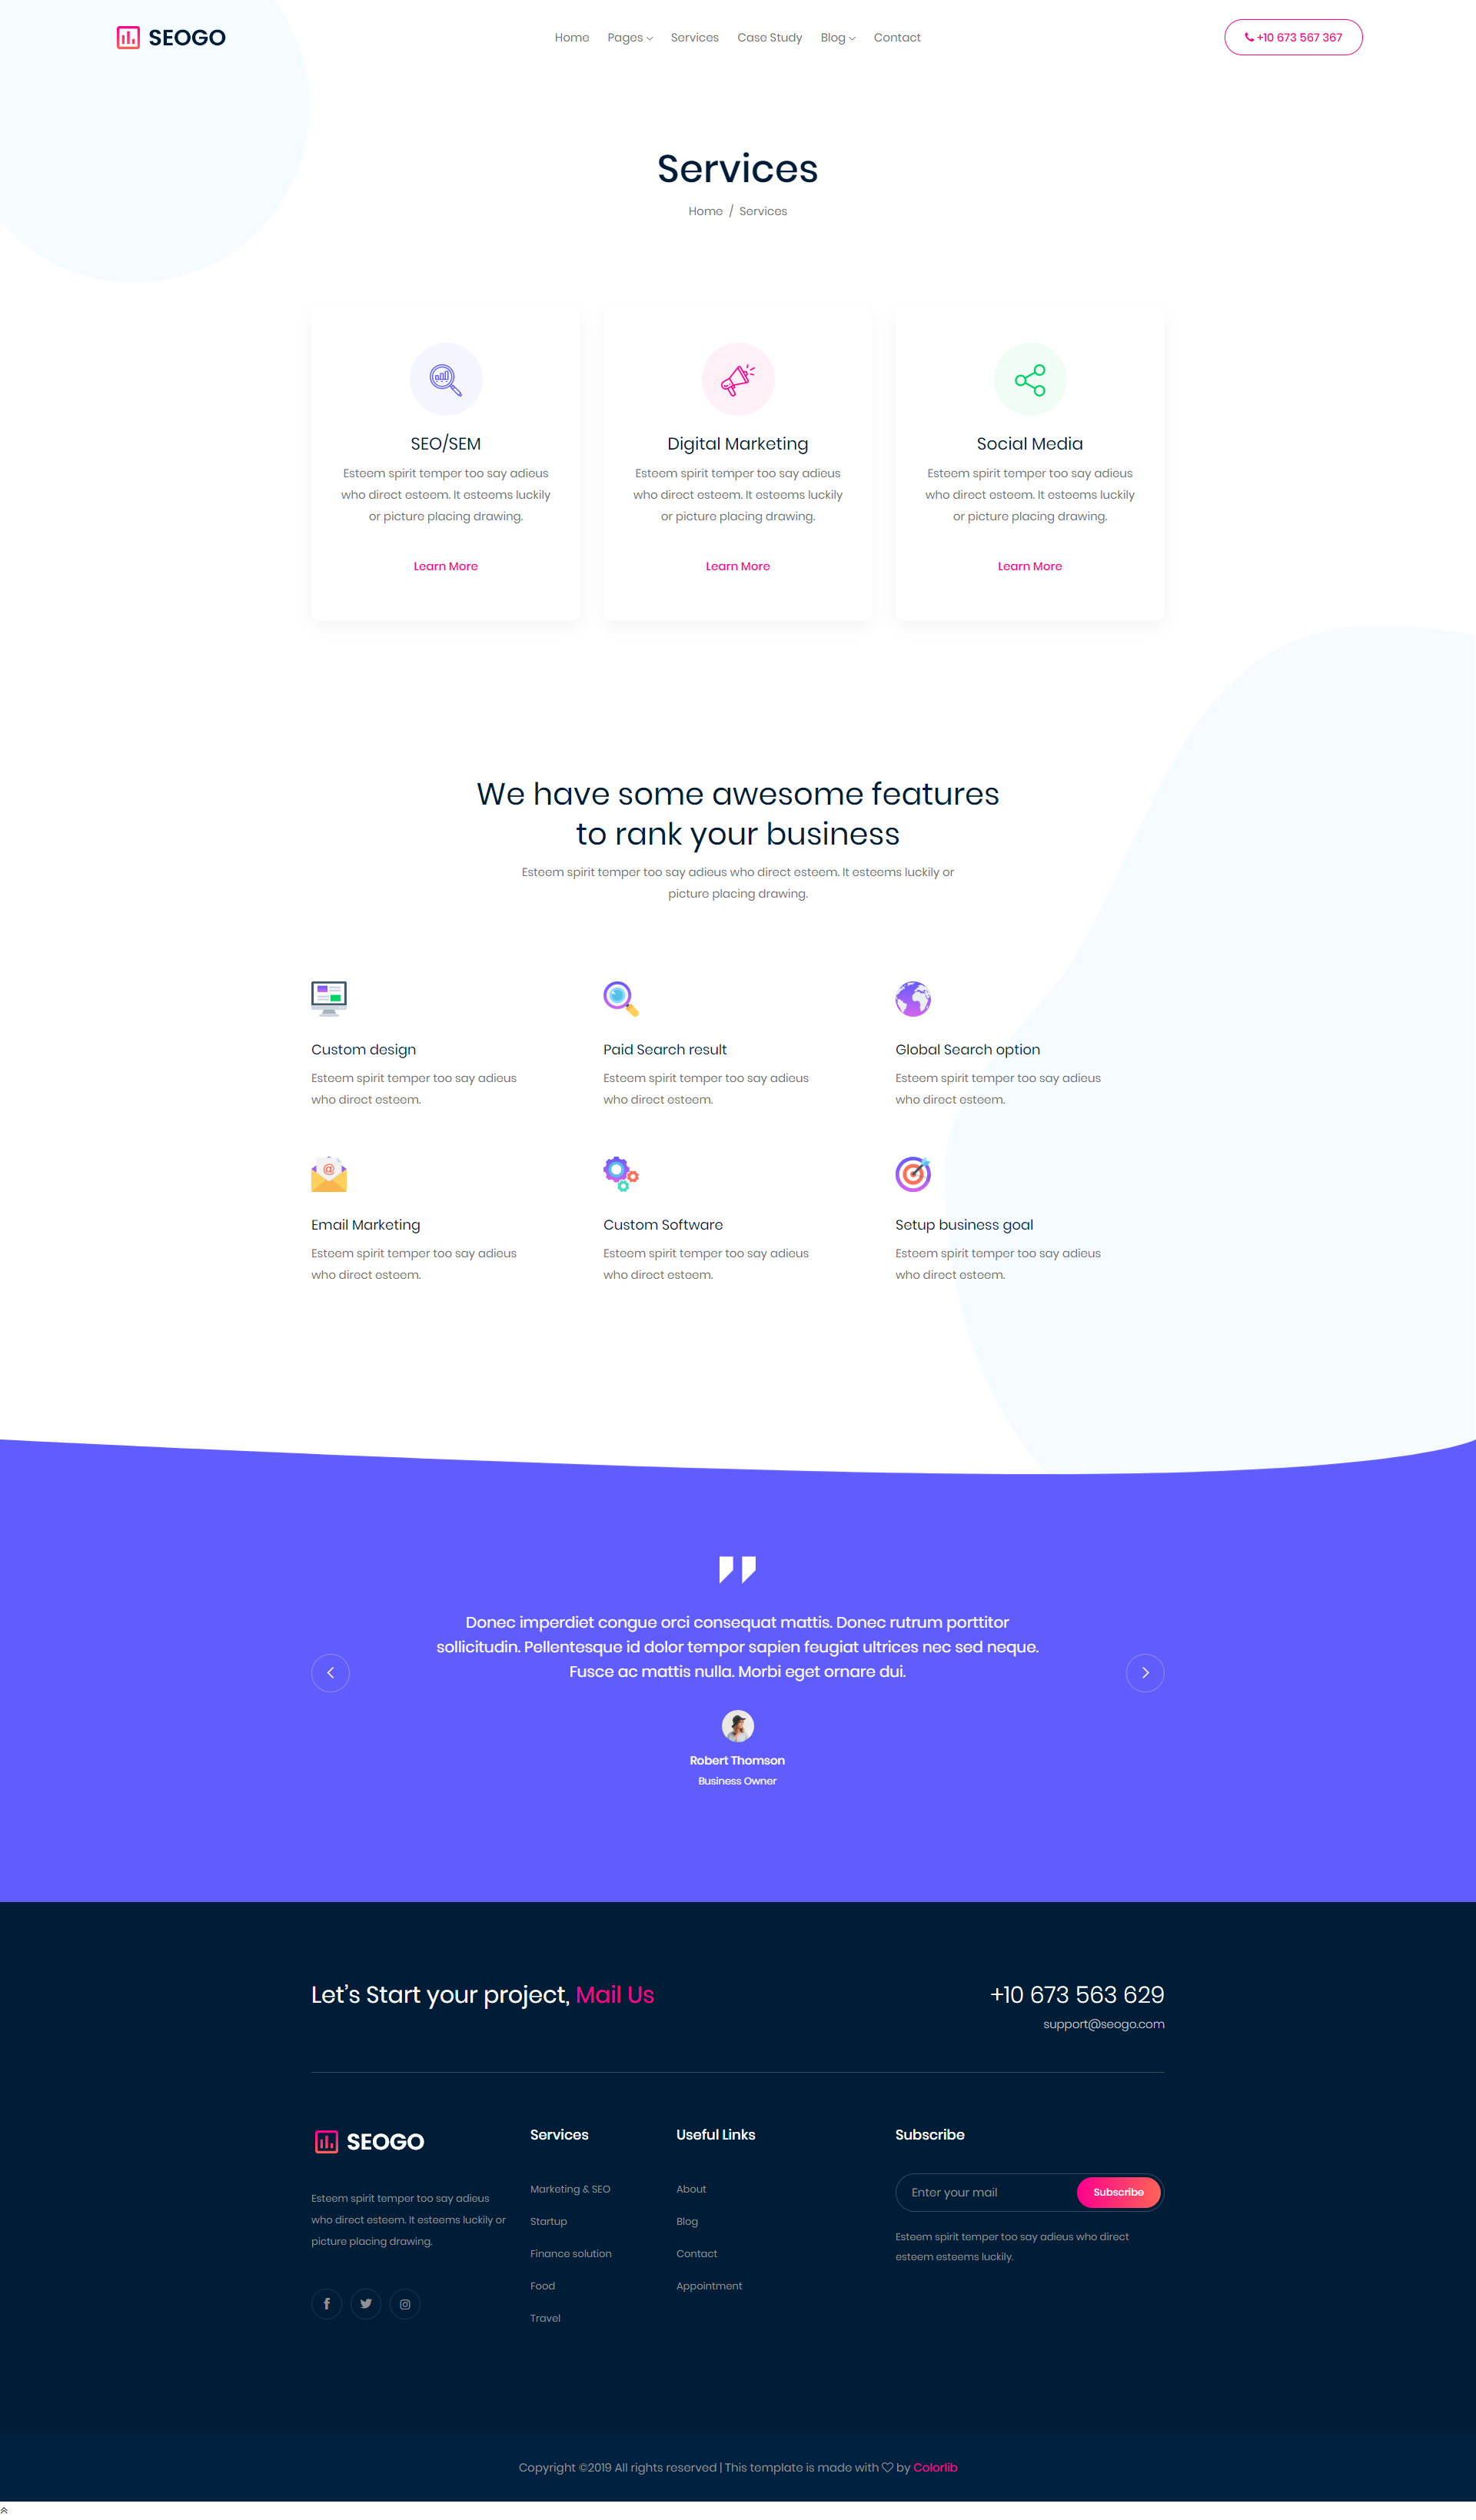 SEOGO
Home Pages Services Case Study Blog Contact
+10 673 567 367
Services
Home / Services
SEO/SEM
Esteem spirit temper too say adieus
who direct esteem. It esteems luckily
or picture placing drawing.
Learn More
Digital Marketing
Esteem spirit temper too say adieus
who direct esteem. It esteems luckily
or picture placing drawing.
Learn More
Social Media
Esteem spirit temper too say adieus
who direct esteem. It esteems luckily
or picture placing drawing.
Learn More
We have some awesome features
to rank your business
Esteem spirit temper too say adieus who direct esteem. It esteems luckily or
picture placing drawing.
Custom design
Esteem spirit temper too say adieus
who direct esteem.
Paid Search result
Esteem spirit temper too say adieus
who direct esteem.
Global Search option
Esteem spirit temper too say adieus
who direct esteem.
@
Email Marketing
Esteem spirit temper too say adieus
who direct esteem.
Custom Software
Esteem spirit temper too say adieus
who direct esteem.
Setup business goal
Esteem spirit temper too say adieus
who direct esteem.
Donec imperdiet congue orci consequat mattis. Donec rutrum porttitor
sollicitudin. Pellentesque id dolor tempor sapien feugiat ultrices nec sed neque.
Fusce ac mattis nulla. Morbi eget ornare dui.
Robert Thomson
Business Owner
Let’s Start your project, Mail Us
+10 673 563 629
support@seogo.com
SEOGO
Esteem spirit temper too say adieus
who direct esteem. It esteems luckily or
picture placing drawing.
Services
Marketing & SEO
Startup
Finance solution
Food
Travel
Useful Links
About
Blog
Contact
Appointment
Subscribe
Enter your mail
Subscribe
Esteem spirit temper too say adieus who direct
esteem esteems luckily.
Copyright ©2019 All rights reserved | This template is made with ♡ by Colorlib